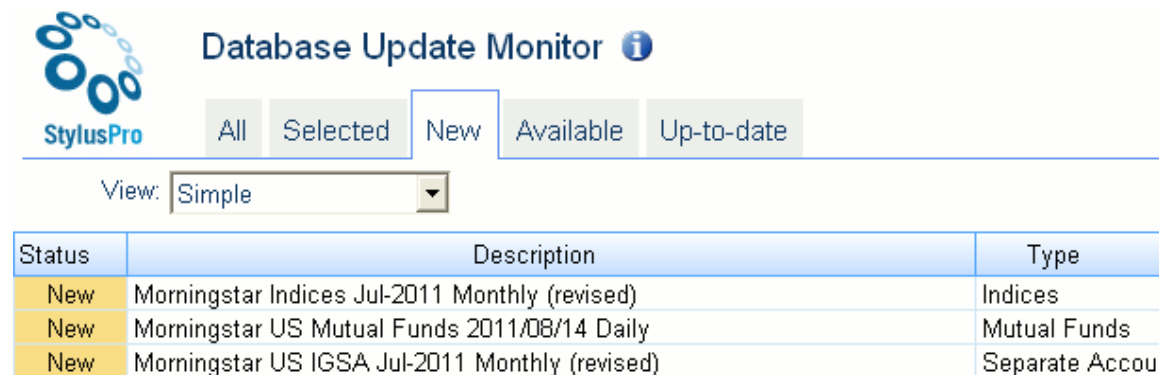 Database Update Monitor
StylusPro
All Selected New Available Up-to-date
View: Simple
Status Description Type
New Morningstar Indices Jul-2011 Monthly (revised) Indices
New Morningstar US Mutual Funds 2011/08/14 Daily Mutual Funds
New Morningstar US IGSA Jul-2011 Monthly (revised) Separate Accou